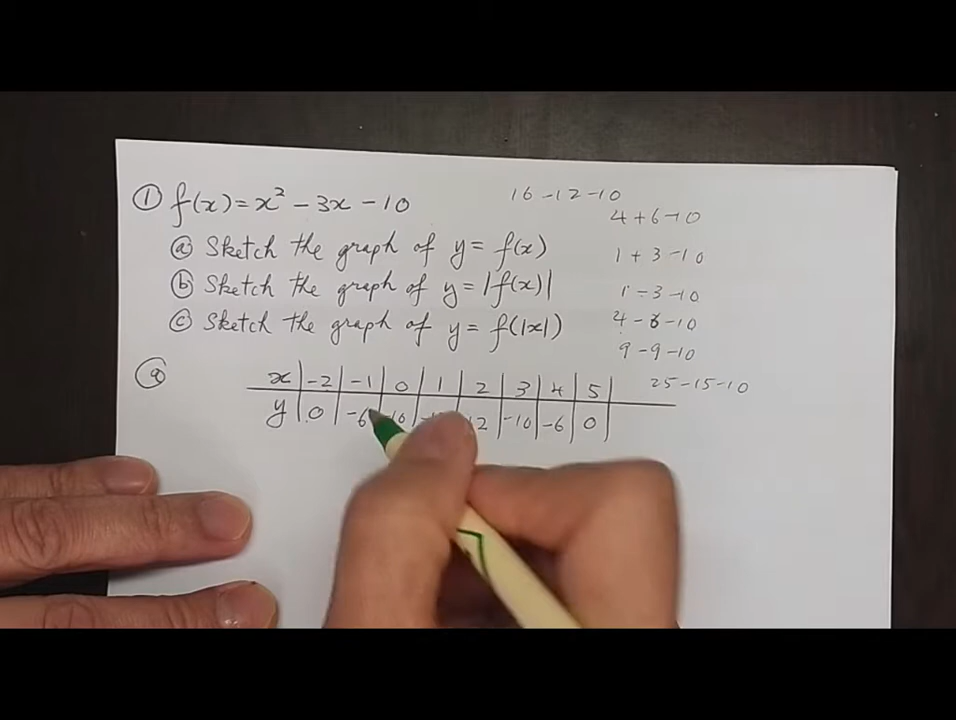 ① f(x) = x² - 3x - 10
ⓐ Sketch the graph of y = f(x)
ⓑ Sketch the graph of y = |f(x)|
ⓒ Sketch the graph of y = f(|x|)
16 - 12 - 10
4 + 6 - 10
1 + 3 - 10
1 - 3 - 10
4 - 6 - 10
9 - 9 - 10
25 - 15 - 10
ⓐ
x | -2 | -1 | 0 | 1 | 2 | 3 | 4 | 5
y | 0 | -6 | 12 | -10 | -6 | 0